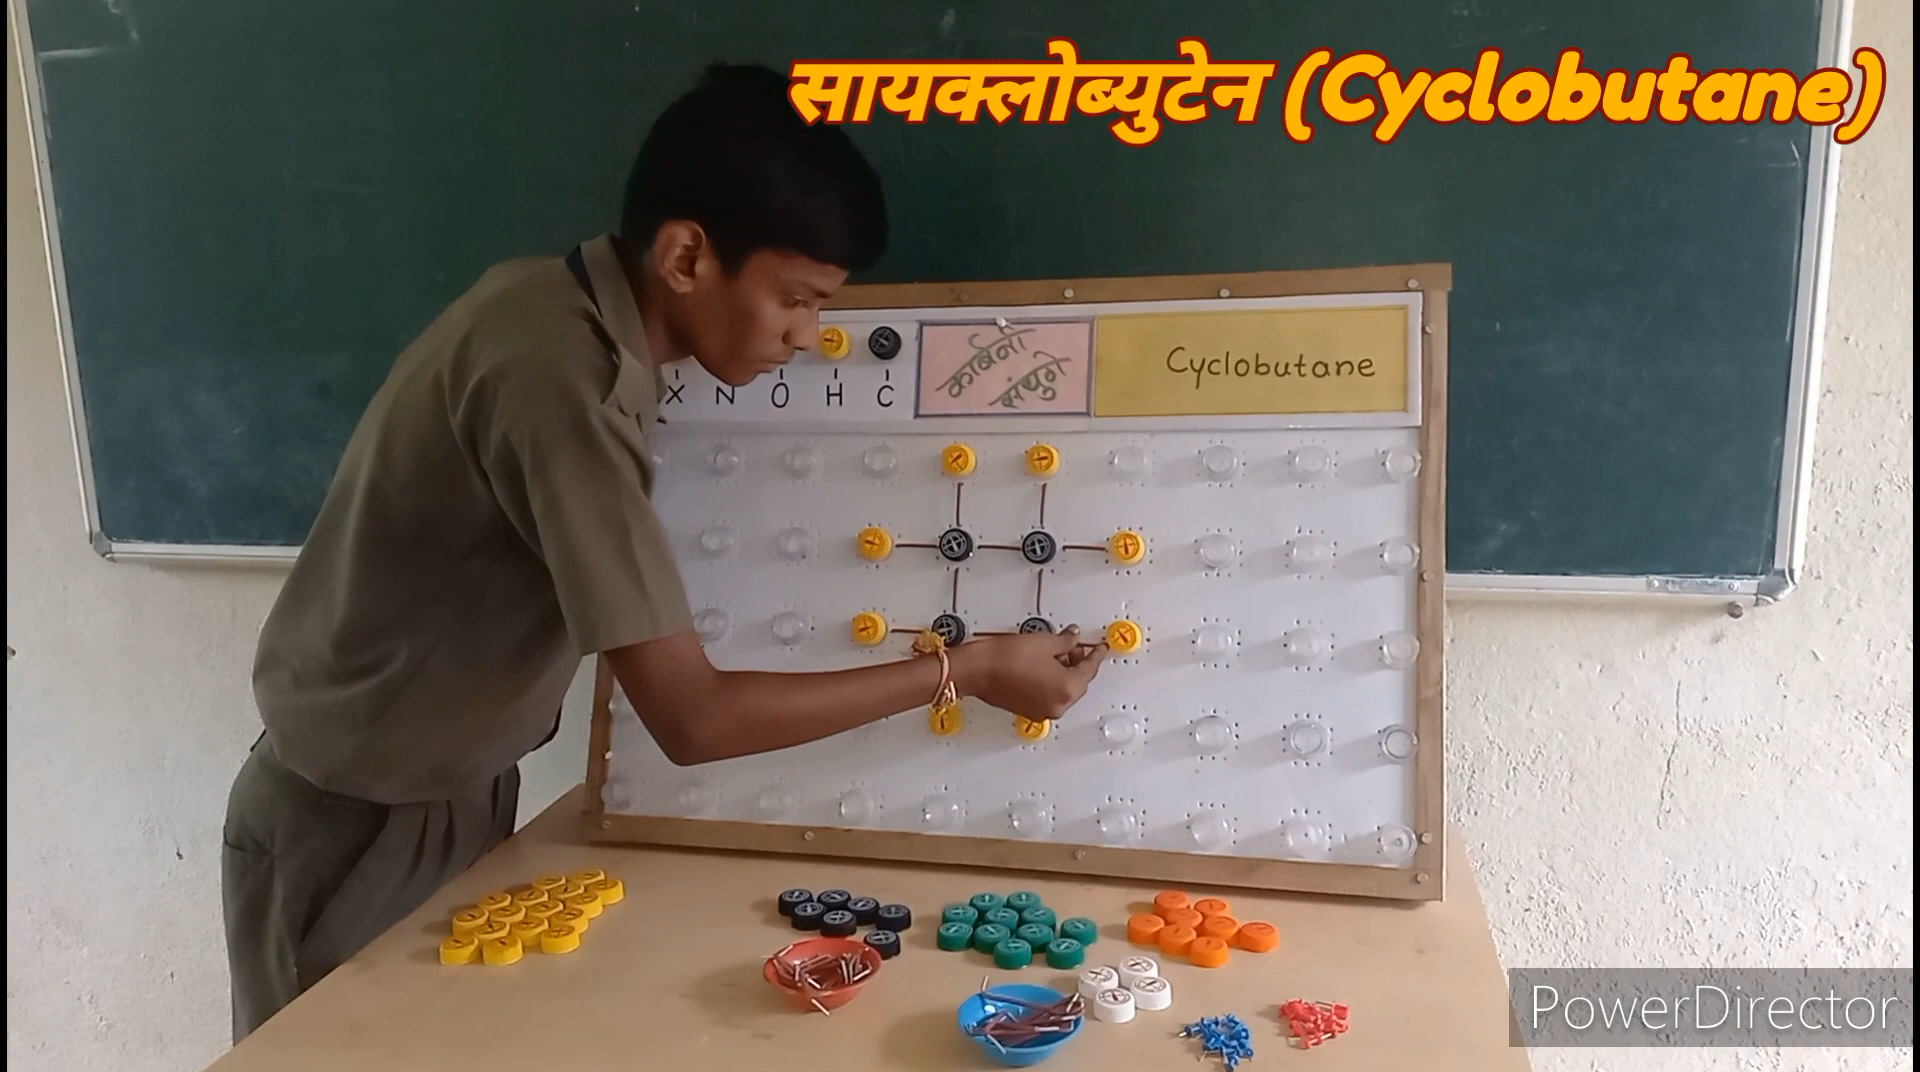 सायक्लोब्युटेन (Cyclobutane)
X N O H C
कार्बनी
संयुगे
Cyclobutane
PowerDirector